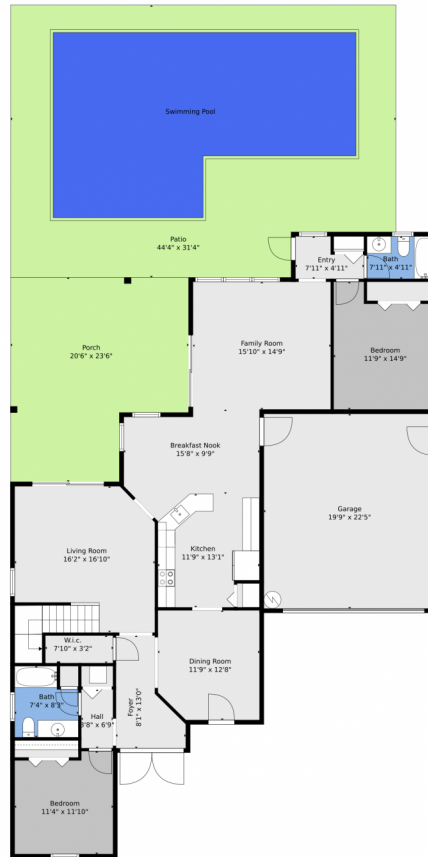 Swimming Pool
Patio
44'4" x 31'4"
Entry
7'11" x 4'11"
Bath
7'11" x 4'11"
Family Room
15'10" x 14'9"
Bedroom
11'9" x 14'9"
Porch
20'6" x 23'6"
Breakfast Nook
15'8" x 9'9"
Garage
19'9" x 22'5"
Kitchen
11'9" x 13'1"
Living Room
16'2" x 16'10"
W.i.c.
7'10" x 3'2"
Dining Room
11'9" x 12'8"
Bath
7'4" x 8'3"
Foyer
8'1" x 13'0"
Hall
3'8" x 6'9"
Bedroom
11'4" x 11'10"